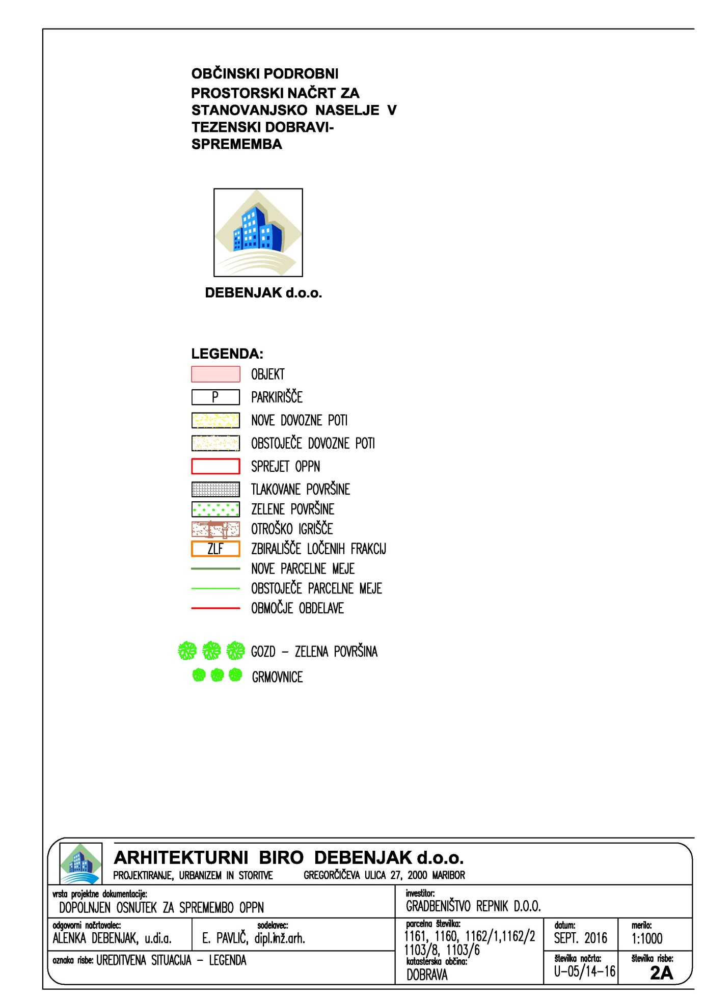 OBČINSKI PODROBNI
PROSTORSKI NAČRT ZA
STANOVANJSKO NASELJE V
TEZENSKI DOBRAVI-
SPREMEMBA
DEBENJAK d.o.o.
LEGENDA:
OBJEKT
P PARKIRIŠČE
NOVE DOVOZNE POTI
OBSTOJEČE DOVOZNE POTI
SPREJET OPPN
TLAKOVANE POVRŠINE
ZELENE POVRŠINE
OTROŠKO IGRIŠČE
ZLF ZBIRALIŠČE LOČENIH FRAKCIJ
NOVE PARCELNE MEJE
OBSTOJEČE PARCELNE MEJE
OBMOČJE OBDELAVE
GOZD – ZELENA POVRŠINA
GRMOVNICE
ARHITEKTURNI BIRO DEBENJAK d.o.o.
PROJEKTIRANJE, URBANIZEM IN STORITVE GREGORČIČEVA ULICA 27, 2000 MARIBOR
vrsta projektne dokumentacije:
DOPOLNJEN OSNUTEK ZA SPREMEMBO OPPN
investitor:
GRADBENIŠTVO REPNIK D.O.O.
odgovorni načrtovalec:
ALENKA DEBENJAK, u.di.a.
sodelavec:
E. PAVLIČ, dipl.inž.arh.
parcelna številka:
1161, 1160, 1162/1,1162/2
1103/8, 1103/6
katasterska občina:
DOBRAVA
datum:
SEPT. 2016
merilo:
1:1000
oznaka risbe: UREDITVENA SITUACIJA – LEGENDA
številka načrta:
U-05/14-16
številka risbe:
2A